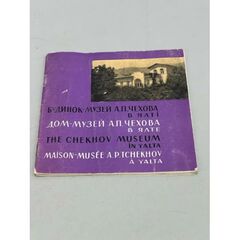 БУДИНОК-МУЗЕЙ А.П.ЧЕХОВА
В ЯЛТІ
ДОМ-МУЗЕЙ А.П.ЧЕХОВА
В ЯЛТЕ
THE CHEKHOV MUSEUM
IN YALTA
MAISON-MUSÉE A.P.TCHEKHOV
A YALTA